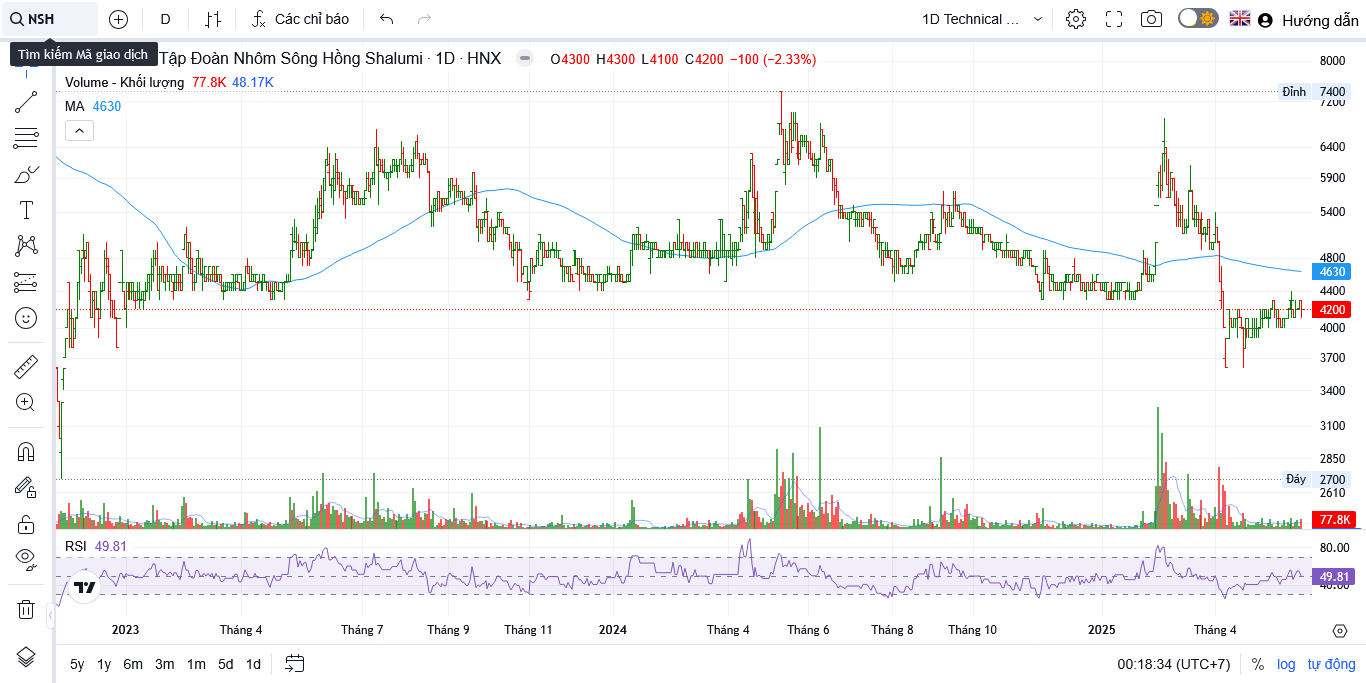 NSH D Các chỉ báo 1D Technical ... Hướng dẫn
Tìm kiếm Mã giao dịch
Tập Đoàn Nhôm Sông Hồng Shalumi · 1D · HNX O4300 H4300 L4100 C4200 −100 (−2.33%)
Volume - Khối lượng 77.8K 48.17K
MA 4630
8000
Đỉnh 7400
7200
6400
5900
5400
4800
4630
4400
4200
4000
3700
3400
3100
2850
Đáy 2700
2610
77.8K
RSI 49.81
80.00
49.81
40.00
2023 Tháng 4 Tháng 7 Tháng 9 Tháng 11 2024 Tháng 4 Tháng 6 Tháng 8 Tháng 10 2025 Tháng 4
5y 1y 6m 3m 1m 5d 1d 00:18:34 (UTC+7) % log tự động